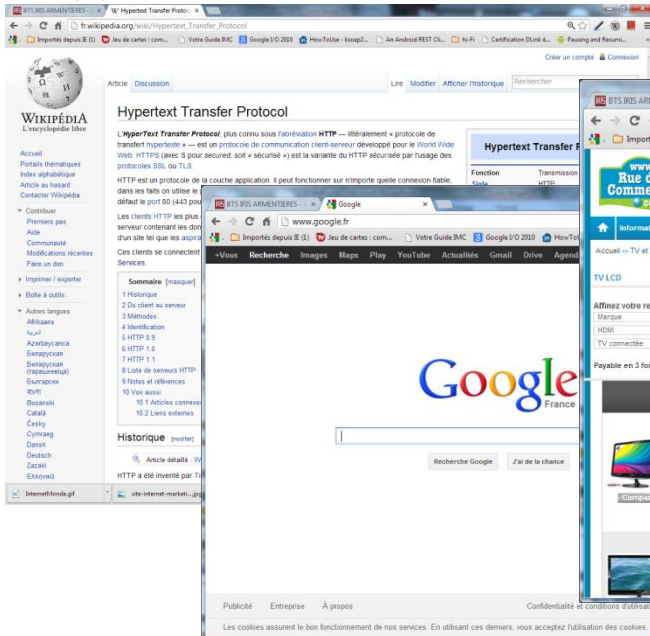 BTS IRIS ARMENTIERES -
Hypertext Transfer Protoc
fr.wikipedia.org/wiki/Hypertext_Transfer_Protocol
Importés depuis IE (1)
Jeu de cartes : com...
Votre Guide IMC
Google I/O 2010
HowToUse - ksoap2...
An Android REST Cli...
hi-fi
Certification DLink é...
Pausing and Resumi...
Créer un compte
Connexion
Article
Discussion
Lire
Modifier
Afficher l'historique
Rechercher
WIKIPÉDIA
L'encyclopédie libre
Accueil
Portails thématiques
Index alphabétique
Article au hasard
Contacter Wikipédia
Contribuer
Premiers pas
Aide
Communauté
Modifications récentes
Faire un don
Imprimer / exporter
Boîte à outils
Autres langues
Afrikaans
العربية
Azərbaycanca
Беларуская
Беларуская
(тарашкевіца)
Български
বাংলা
Bosanski
Català
Česky
Cymraeg
Dansk
Deutsch
Zazaki
Ελληνικά
Hypertext Transfer Protocol
L'HyperText Transfer Protocol, plus connu sous l'abréviation HTTP — littéralement « protocole de
transfert hypertexte » — est un protocole de communication client-serveur développé pour le World Wide
Web. HTTPS (avec S pour secured, soit « sécurisé ») est la variante du HTTP sécurisée par l'usage des
protocoles SSL ou TLS.
HTTP est un protocole de la couche application. Il peut fonctionner sur n'importe quelle connexion fiable,
dans les faits on utilise le
défaut le port 80 (443 pou
Les clients HTTP les plus
serveur contenant les don
d'un site tel que les aspira
Ces clients se connectent
Services.
Sommaire [masquer]
1 Historique
2 Du client au serveur
3 Méthodes
4 Identification
5 HTTP 0.9
6 HTTP 1.0
7 HTTP 1.1
8 Liste de serveurs HTTP
9 Notes et références
10 Voir aussi
10.1 Articles connexe
10.2 Liens externes
Historique [modifier]
Article détaillé : W
HTTP a été inventé par Ti
Hypertext Transfer
Fonction
Transmission
Sigle
HTTP
InternetMonde.gif
site-internet-marketi...jpg
BTS IRIS ARMENTIERES -
Google
www.google.fr
Importés depuis IE (1)
Jeu de cartes : com...
Votre Guide IMC
Google I/O 2010
HowToU
+Vous
Recherche
Images
Maps
Play
YouTube
Actualités
Gmail
Drive
Agend
Google
France
Recherche Google
J'ai de la chance
Publicité
Entreprise
À propos
Confidentialité et conditions d'utilisat
Les cookies assurent le bon fonctionnement de nos services. En utilisant ces derniers, vous acceptez l'utilisation des cookies.
BTS IRIS ARM
Import
www
Rue d
Comme
Informat
Accueil
TV et
TV LCD
Affinez votre re
Marque
HDMI
TV connectée
Payable en 3 foi
Compa